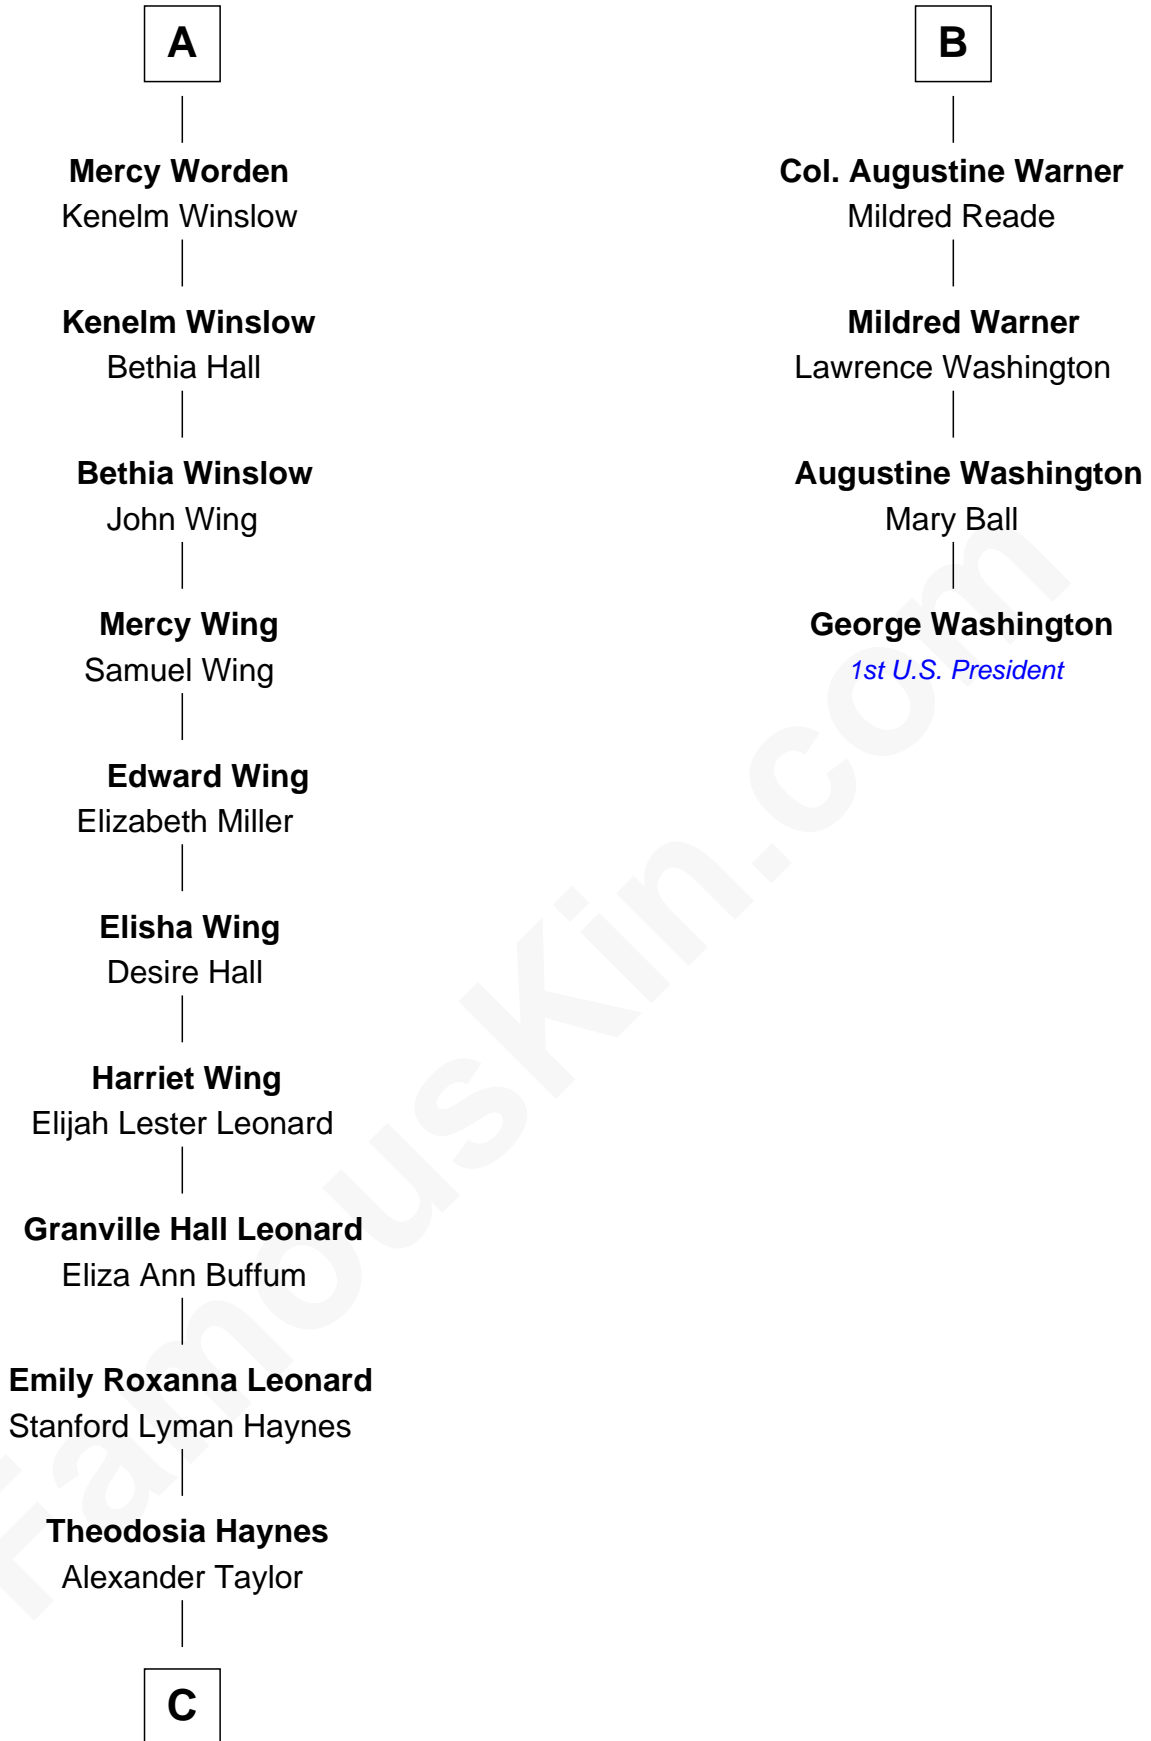 A
Mercy Worden
Kenelm Winslow
Kenelm Winslow
Bethia Hall
Bethia Winslow
John Wing
Mercy Wing
Samuel Wing
Edward Wing
Elizabeth Miller
Elisha Wing
Desire Hall
Harriet Wing
Elijah Lester Leonard
Granville Hall Leonard
Eliza Ann Buffum
Emily Roxanna Leonard
Stanford Lyman Haynes
Theodosia Haynes
Alexander Taylor
C
B
Col. Augustine Warner
Mildred Reade
Mildred Warner
Lawrence Washington
Augustine Washington
Mary Ball
George Washington
1st U.S. President
FamousKin.com